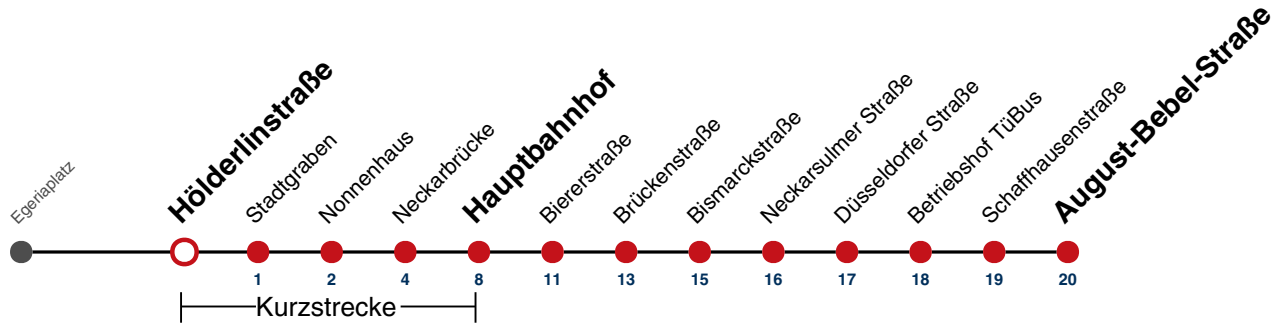 Egeriaplatz
Hölderlinstraße
Stadtgraben
Nonnenhaus
Neckarbrücke
Hauptbahnhof
Biererstraße
Brückenstraße
Bismarckstraße
Neckarsulmer Straße
Düsseldorfer Straße
Betriebshof TüBus
Schaffhausenstraße
August-Bebel-Straße
1 2 4 8 11 13 15 16 17 18 19 20
Kurzstrecke